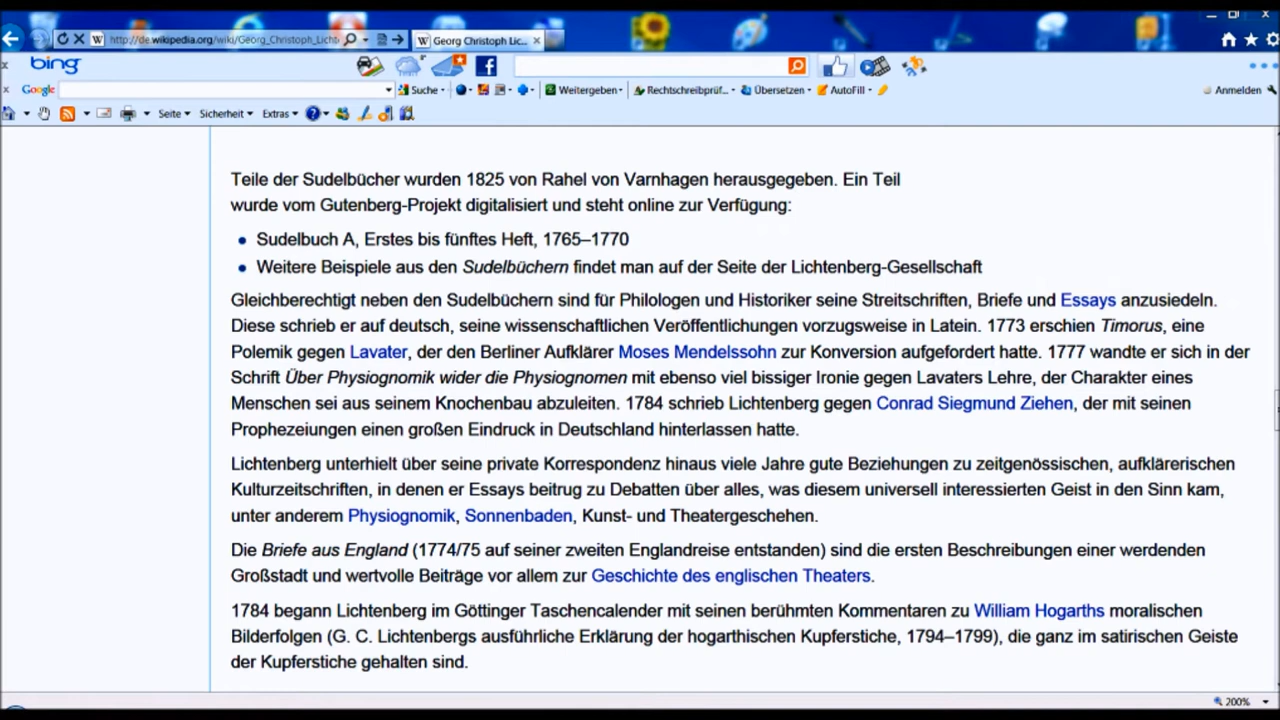 http://de.wikipedia.org/wiki/Georg_Christoph_Licht
Georg Christoph Lic...
bing
Google Suche Weitergeben Rechtschreibprüf... Übersetzen AutoFill Anmelden
Seite Sicherheit Extras
Teile der Sudelbücher wurden 1825 von Rahel von Varnhagen herausgegeben. Ein Teil
wurde vom Gutenberg-Projekt digitalisiert und steht online zur Verfügung:
Sudelbuch A, Erstes bis fünftes Heft, 1765–1770
Weitere Beispiele aus den Sudelbüchern findet man auf der Seite der Lichtenberg-Gesellschaft
Gleichberechtigt neben den Sudelbüchern sind für Philologen und Historiker seine Streitschriften, Briefe und Essays anzusiedeln.
Diese schrieb er auf deutsch, seine wissenschaftlichen Veröffentlichungen vorzugsweise in Latein. 1773 erschien Timorus, eine
Polemik gegen Lavater, der den Berliner Aufklärer Moses Mendelssohn zur Konversion aufgefordert hatte. 1777 wandte er sich in der
Schrift Über Physiognomik wider die Physiognomen mit ebenso viel bissiger Ironie gegen Lavaters Lehre, der Charakter eines
Menschen sei aus seinem Knochenbau abzuleiten. 1784 schrieb Lichtenberg gegen Conrad Siegmund Ziehen, der mit seinen
Prophezeiungen einen großen Eindruck in Deutschland hinterlassen hatte.
Lichtenberg unterhielt über seine private Korrespondenz hinaus viele Jahre gute Beziehungen zu zeitgenössischen, aufklärerischen
Kulturzeitschriften, in denen er Essays beitrug zu Debatten über alles, was diesem universell interessierten Geist in den Sinn kam,
unter anderem Physiognomik, Sonnenbaden, Kunst- und Theatergeschehen.
Die Briefe aus England (1774/75 auf seiner zweiten Englandreise entstanden) sind die ersten Beschreibungen einer werdenden
Großstadt und wertvolle Beiträge vor allem zur Geschichte des englischen Theaters.
1784 begann Lichtenberg im Göttinger Taschencalender mit seinen berühmten Kommentaren zu William Hogarths moralischen
Bilderfolgen (G. C. Lichtenbergs ausführliche Erklärung der hogarthischen Kupferstiche, 1794–1799), die ganz im satirischen Geiste
der Kupferstiche gehalten sind.
200%